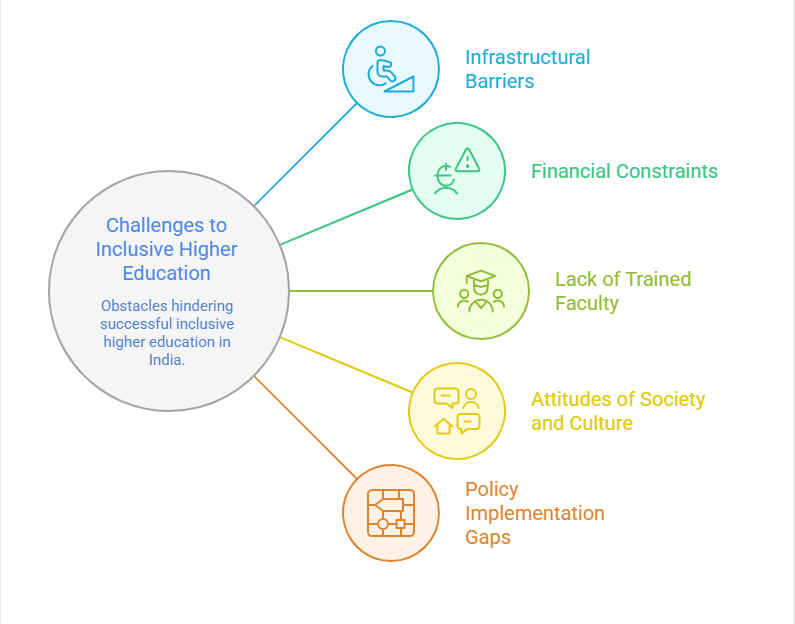 Challenges to
Inclusive Higher
Education
Obstacles hindering
successful inclusive
higher education in
India.
Infrastructural
Barriers
Financial Constraints
Lack of Trained
Faculty
Attitudes of Society
and Culture
Policy
Implementation
Gaps